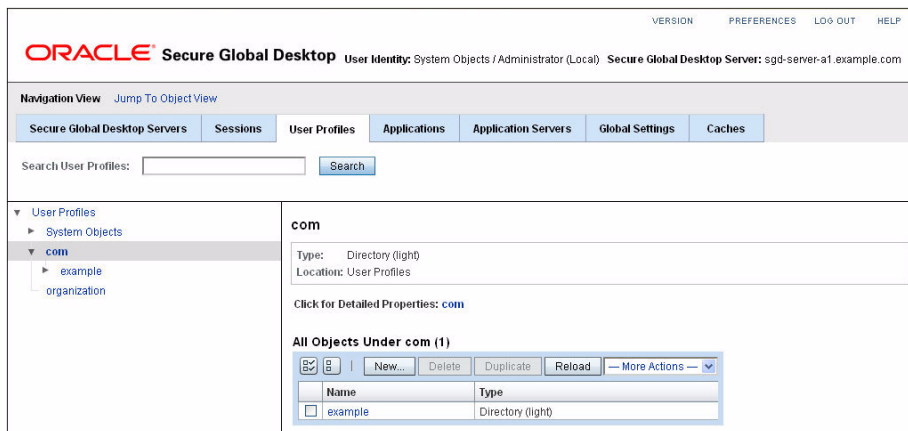 VERSION PREFERENCES LOG OUT HELP
ORACLE Secure Global Desktop User Identity: System Objects / Administrator (Local) Secure Global Desktop Server: sgd-server-a1.example.com
Navigation View Jump To Object View
Secure Global Desktop Servers Sessions User Profiles Applications Application Servers Global Settings Caches
Search User Profiles: Search
User Profiles
System Objects
com
example
organization
com
Type: Directory (light)
Location: User Profiles
Click for Detailed Properties: com
All Objects Under com (1)
New... Delete Duplicate Reload — More Actions —
Name Type
example Directory (light)